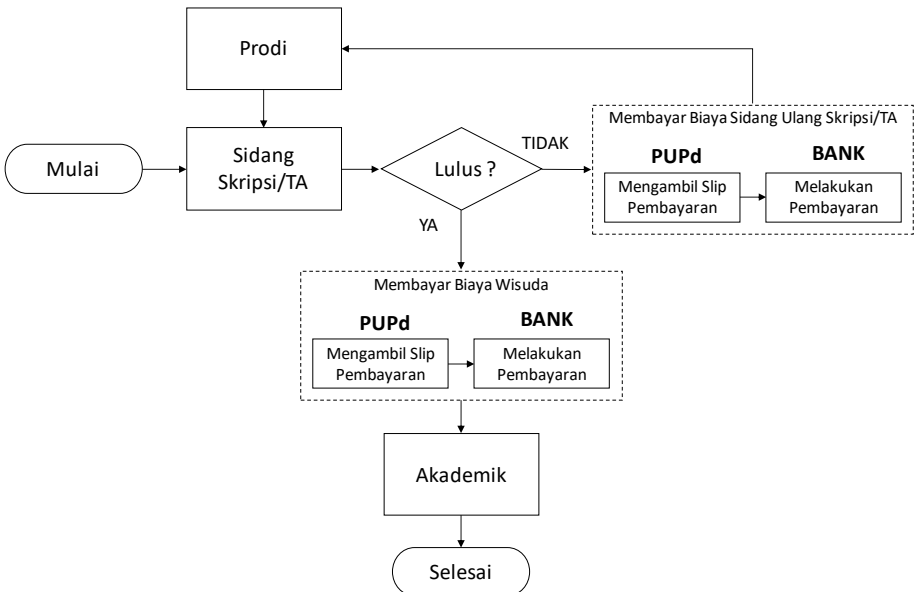 Prodi
Membayar Biaya Sidang Ulang Skripsi/TA
Mulai
Sidang
Skripsi/TA
Lulus ?
TIDAK
PUPd
BANK
Mengambil Slip
Pembayaran
Melakukan
Pembayaran
YA
Membayar Biaya Wisuda
PUPd
BANK
Mengambil Slip
Pembayaran
Melakukan
Pembayaran
Akademik
Selesai